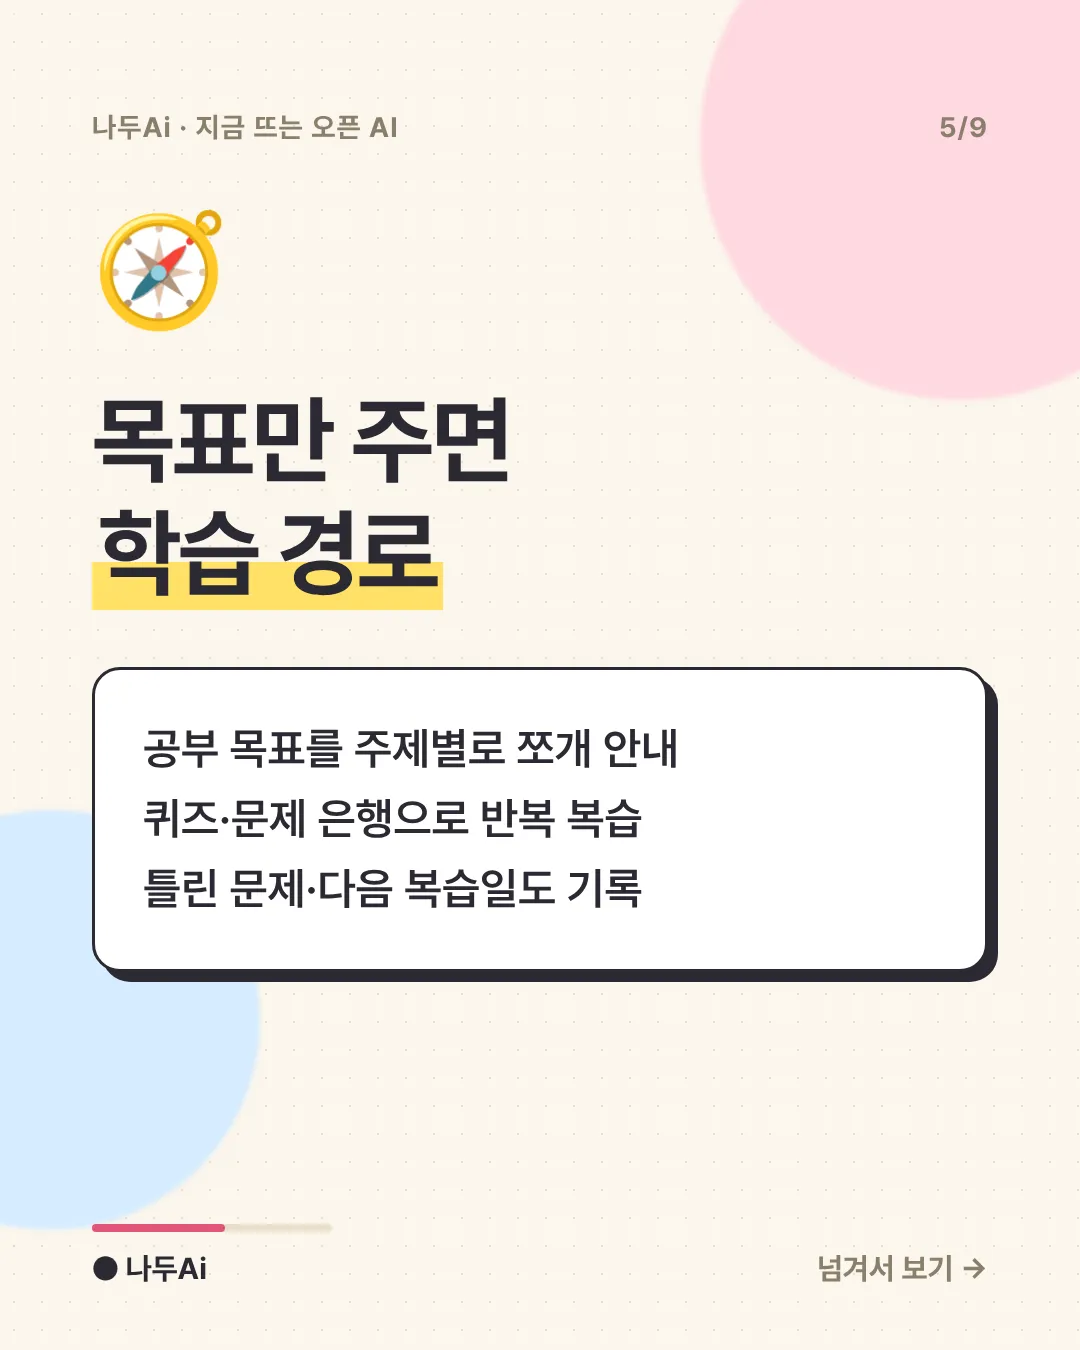 나두Ai · 지금 뜨는 오픈 AI
5/9
목표만 주면
학습 경로
공부 목표를 주제별로 쪼개 안내
퀴즈·문제 은행으로 반복 복습
틀린 문제·다음 복습일도 기록
나두Ai
넘겨서 보기 →